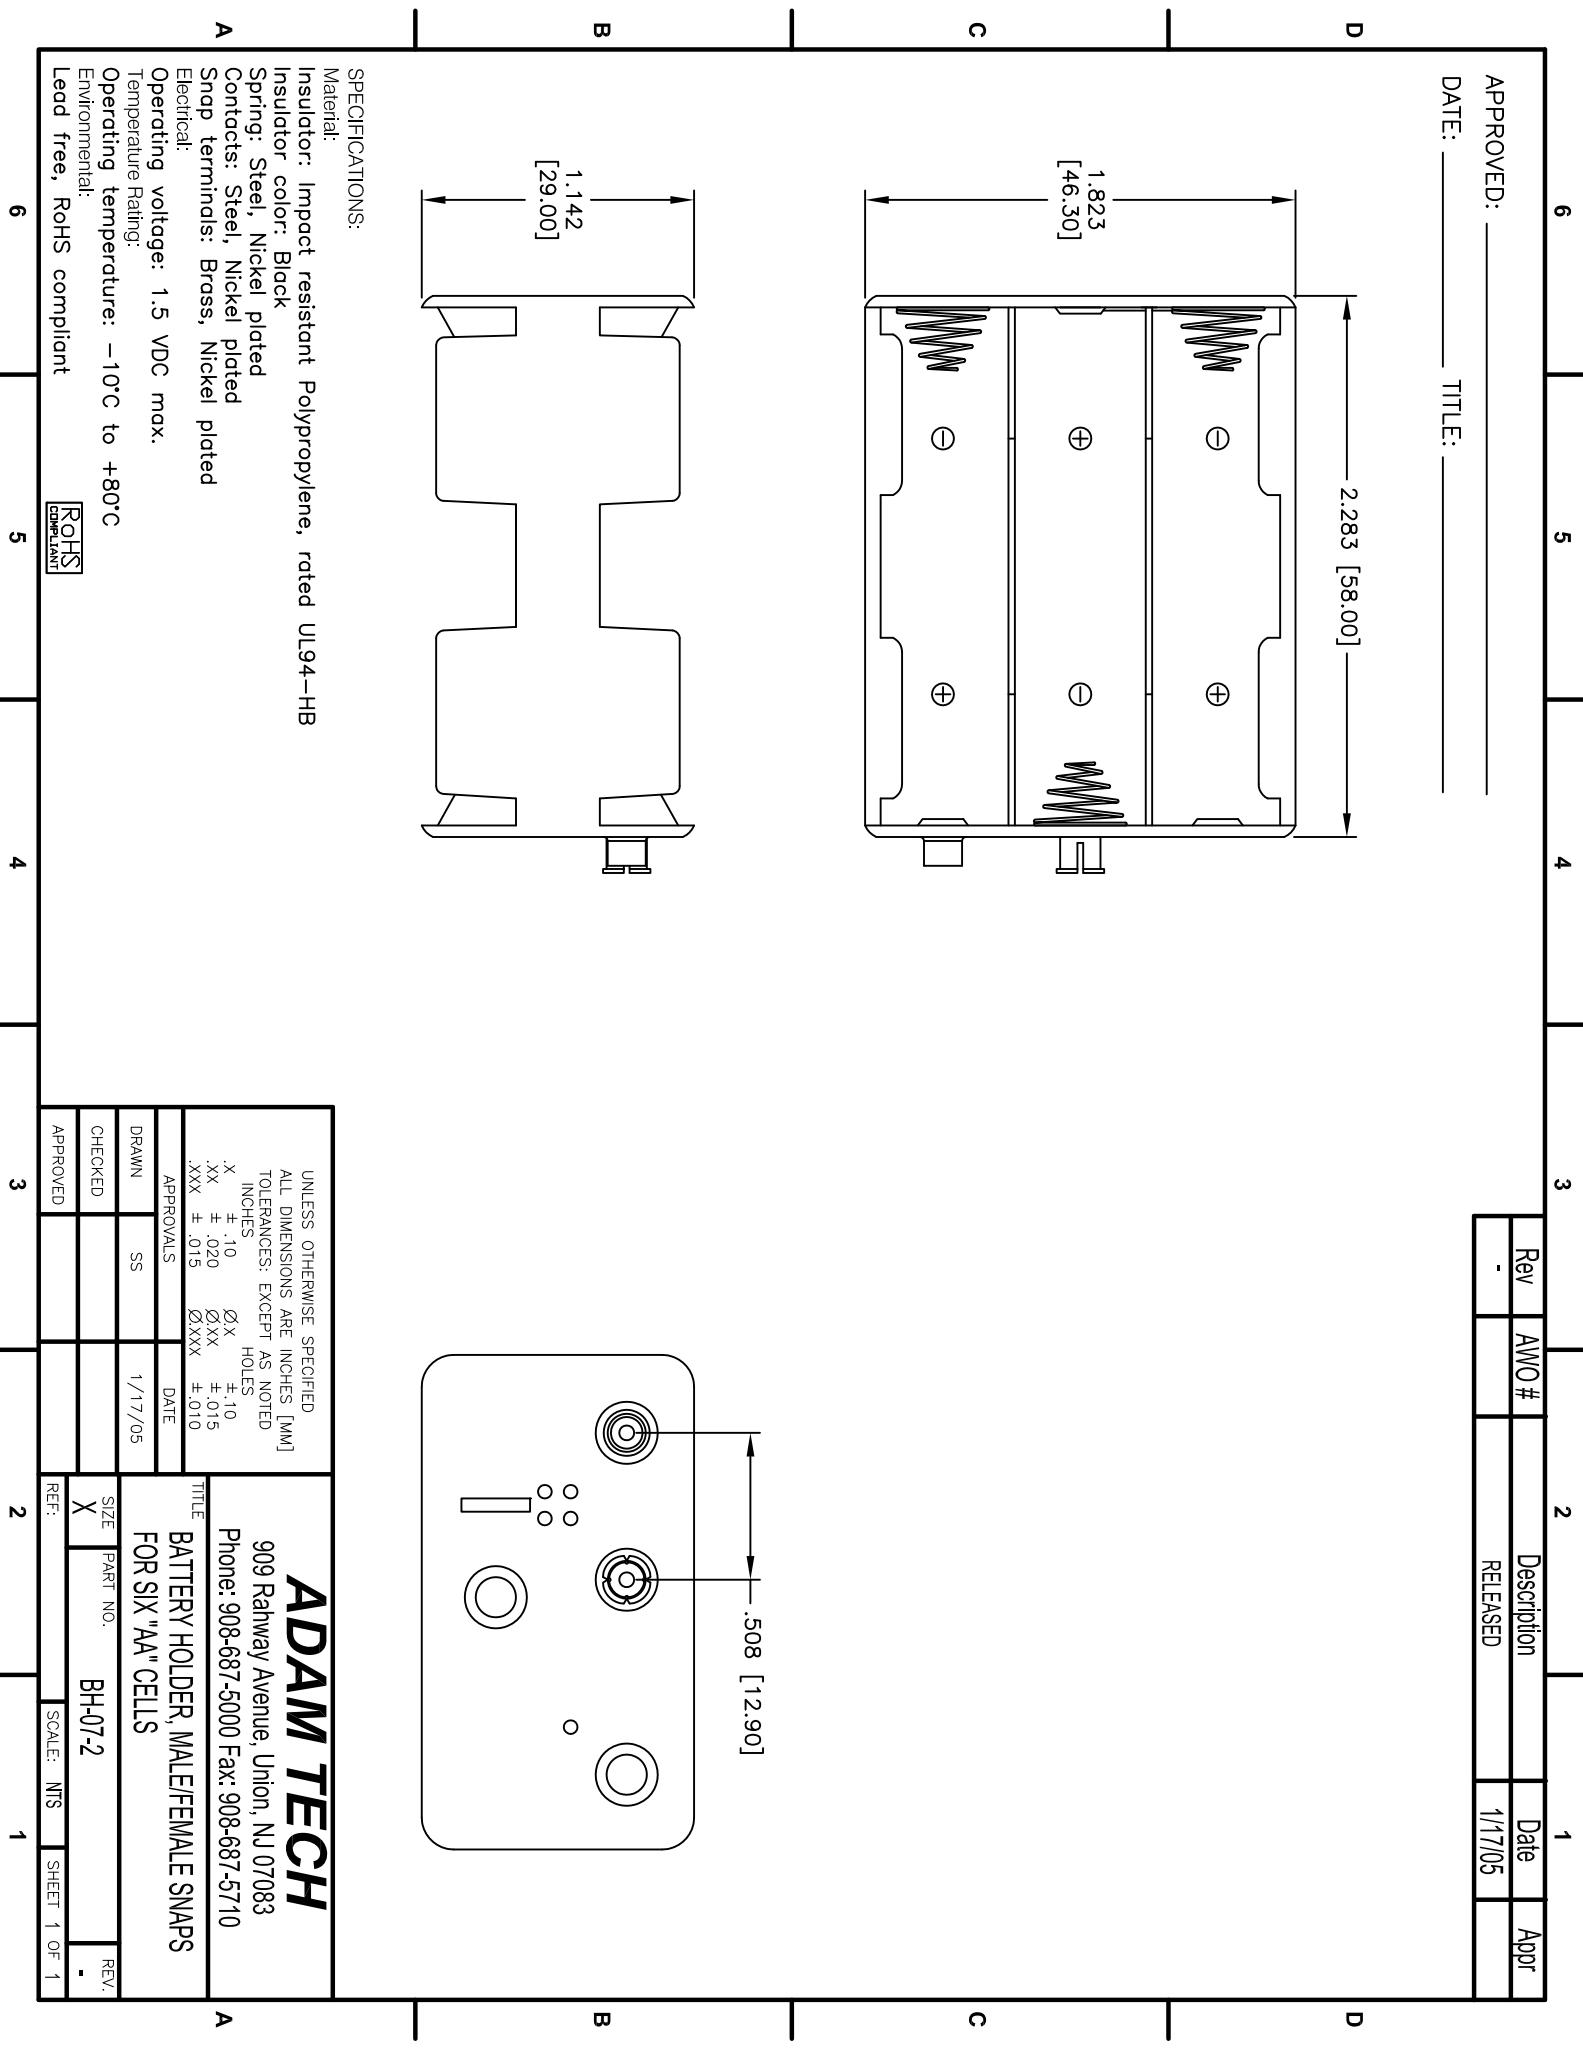 6 5 4 3 2 1
D
C
B
A
D
C
B
A
6 5 4 3 2 1
APPROVED:
DATE: TITLE:
Rev AWO # Description Date Appr
- RELEASED 1/17/05
2.283 [58.00]
1.823
[46.30]
1.142
[29.00]
.508 [12.90]
SPECIFICATIONS:
Material:
Insulator: Impact resistant Polypropylene, rated UL94-HB
Insulator color: Black
Spring: Steel, Nickel plated
Contacts: Steel, Nickel plated
Snap terminals: Brass, Nickel plated
Electrical:
Operating voltage: 1.5 VDC max.
Temperature Rating:
Operating temperature: -10°C to +80°C
Environmental:
Lead free, RoHS compliant
RoHS
COMPLIANT
UNLESS OTHERWISE SPECIFIED
ALL DIMENSIONS ARE INCHES [MM]
TOLERANCES: EXCEPT AS NOTED
INCHES HOLES
.X ± .10 Ø.X ±.10
.XX ± .020 Ø.XX ±.015
.XXX ± .015 Ø.XXX ±.010
APPROVALS DATE
DRAWN SS 1/17/05
CHECKED
APPROVED
ADAM TECH
909 Rahway Avenue, Union, NJ 07083
Phone: 908-687-5000 Fax: 908-687-5710
TITLE
BATTERY HOLDER, MALE/FEMALE SNAPS
FOR SIX "AA" CELLS
SIZE PART NO. REV.
X BH-07-2 -
REF: SCALE: NTS SHEET 1 OF 1